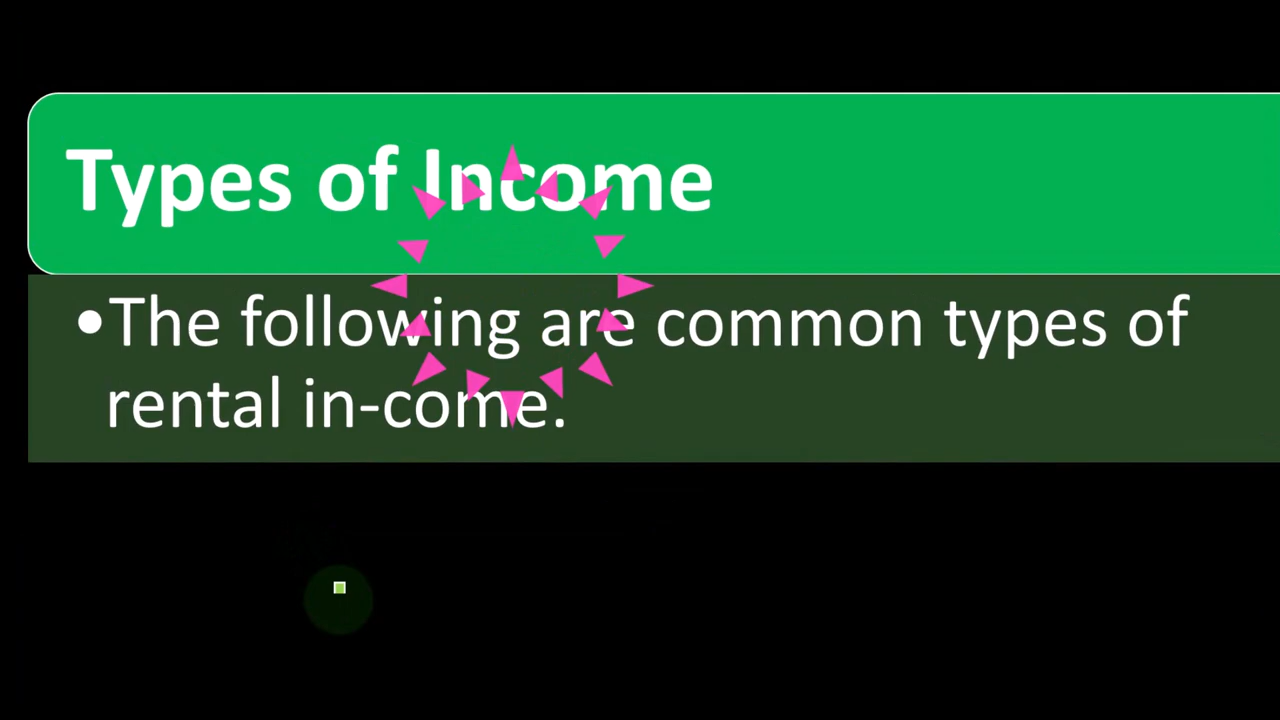 Types of Income
•The following are common types of
rental in-come.